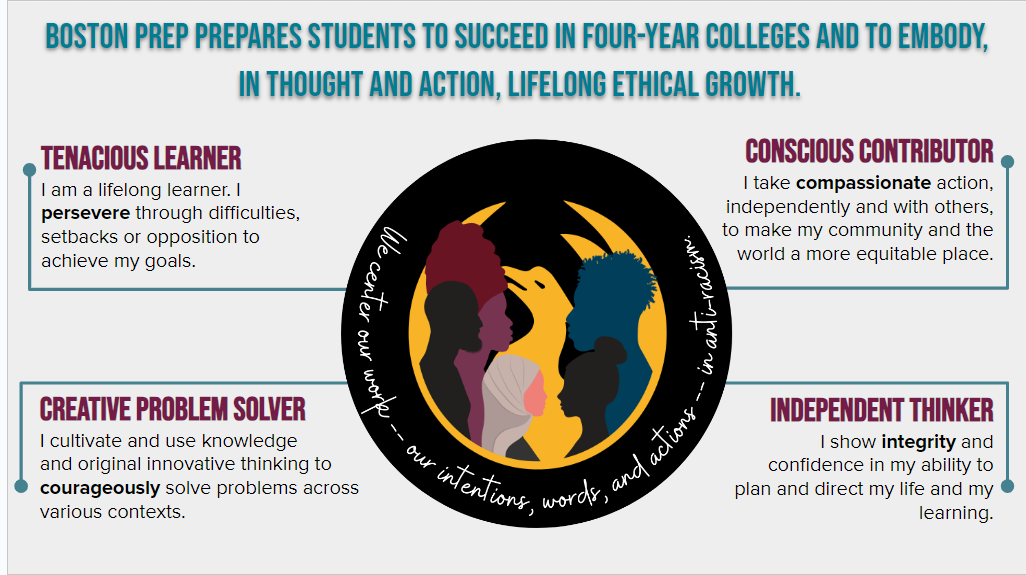 BOSTON PREP PREPARES STUDENTS TO SUCCEED IN FOUR-YEAR COLLEGES AND TO EMBODY,
IN THOUGHT AND ACTION, LIFELONG ETHICAL GROWTH.
TENACIOUS LEARNER
I am a lifelong learner. I
persevere through difficulties,
setbacks or opposition to
achieve my goals.
CONSCIOUS CONTRIBUTOR
I take compassionate action,
independently and with others,
to make my community and the
world a more equitable place.
We center our work -- our intentions, words, and actions -- in anti-racism.
CREATIVE PROBLEM SOLVER
I cultivate and use knowledge
and original innovative thinking to
courageously solve problems across
various contexts.
INDEPENDENT THINKER
I show integrity and
confidence in my ability to
plan and direct my life and my
learning.